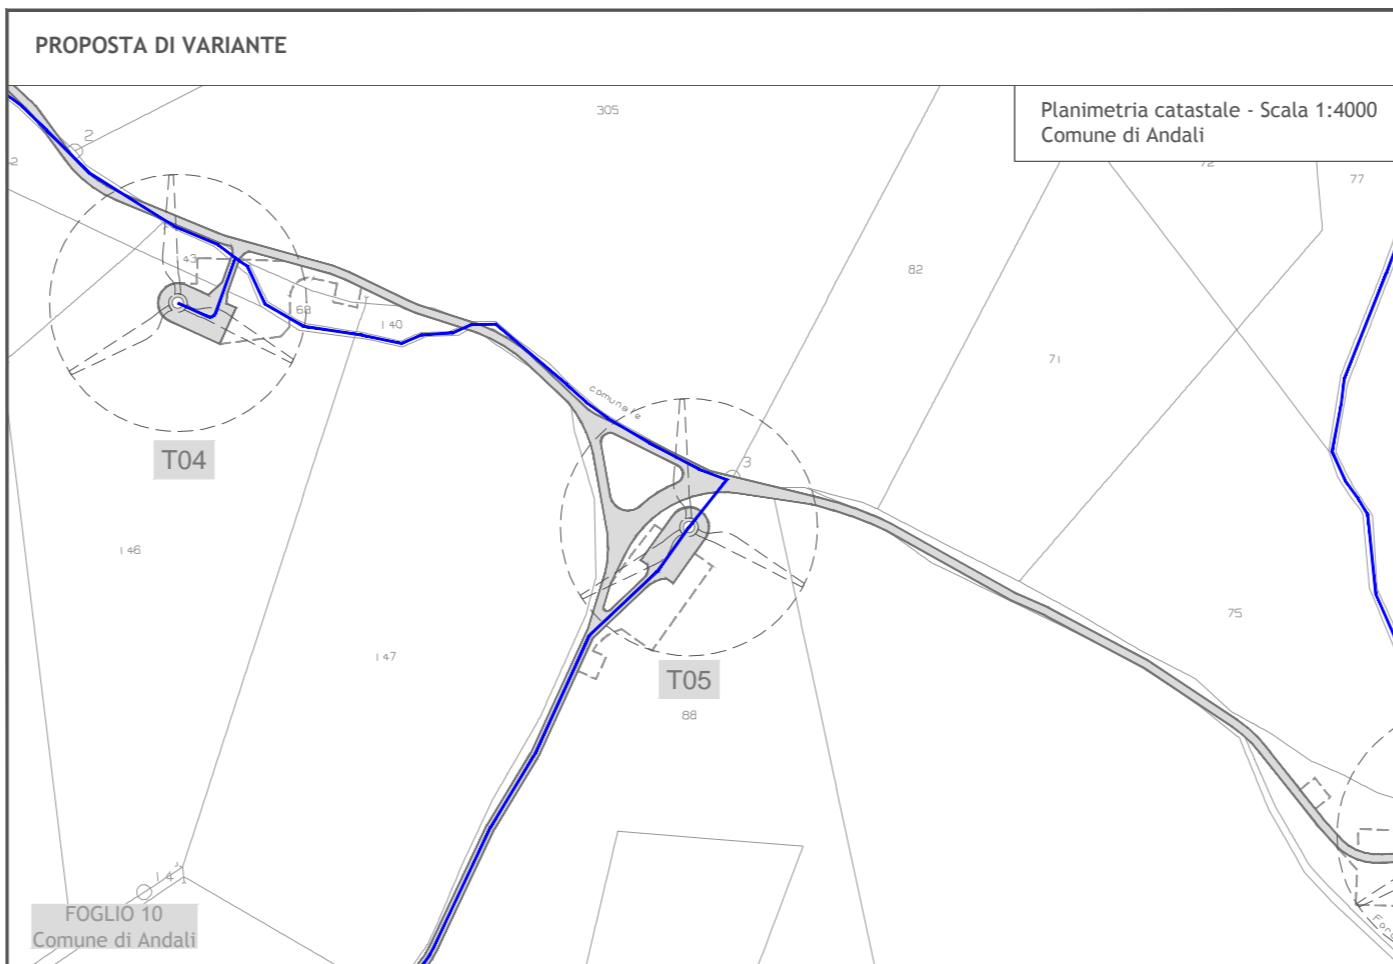 PROPOSTA DI VARIANTE
Planimetria catastale - Scala 1:4000
Comune di Andali
305
2
72
77
43
82
68
140
71
comunale
T04
3
146
75
147
T05
88
14
FOGLIO 10
Comune di Andali